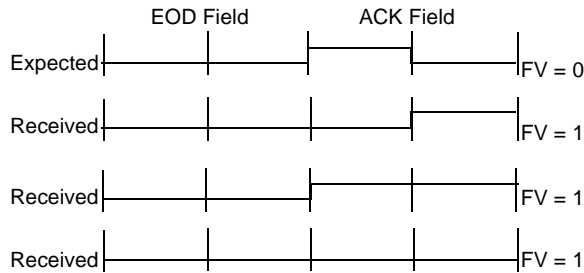 EOD Field ACK Field
Expected FV = 0
Received FV = 1
Received FV = 1
Received FV = 1